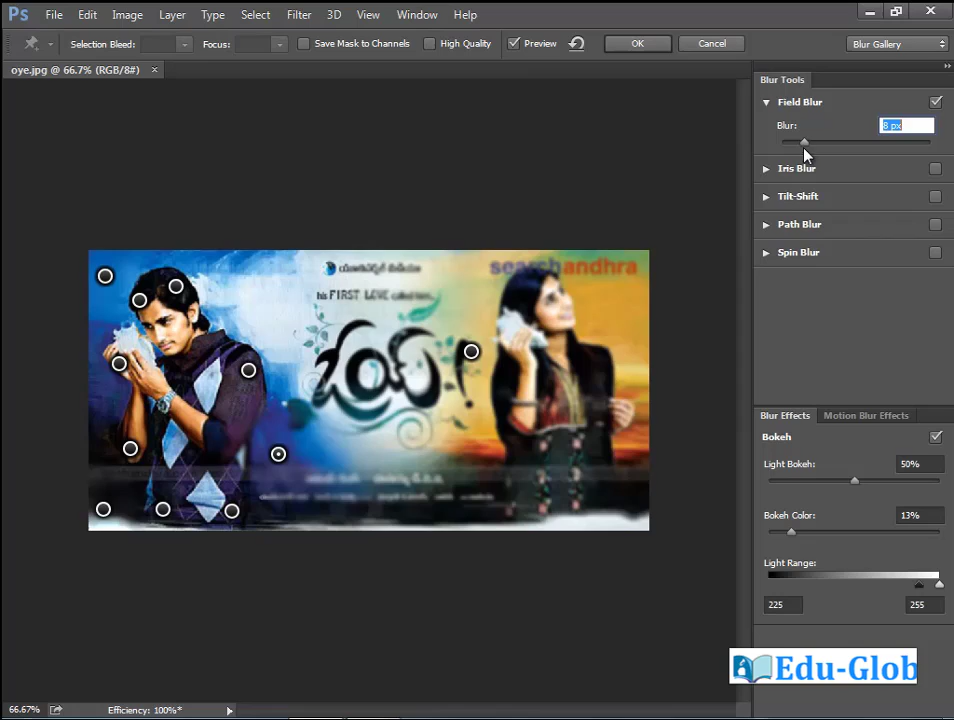 Ps File Edit Image Layer Type Select Filter 3D View Window Help
Selection Bleed: Focus: Save Mask to Channels High Quality Preview OK Cancel Blur Gallery
oye.jpg @ 66.7% (RGB/8#) ×
Blur Tools
Field Blur
Blur: 8 px
Iris Blur
Tilt-Shift
Path Blur
Spin Blur
searchandhra
his FIRST LOVE called him..
ఓయ్!
Blur Effects Motion Blur Effects
Bokeh
Light Bokeh: 50%
Bokeh Color: 13%
Light Range:
225 255
Edu-Glob
66.67% Efficiency: 100%*